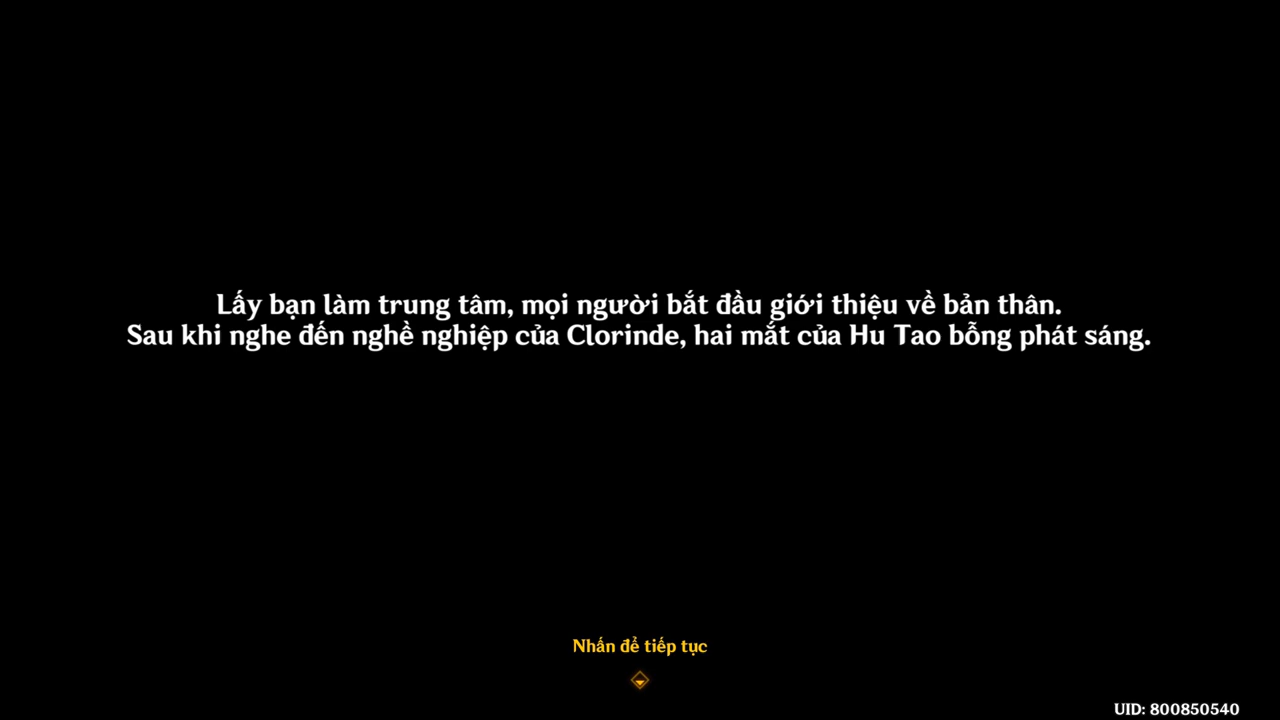 Lấy bạn làm trung tâm, mọi người bắt đầu giới thiệu về bản thân.
Sau khi nghe đến nghề nghiệp của Clorinde, hai mắt của Hu Tao bỗng phát sáng.
Nhấn để tiếp tục
UID: 800850540